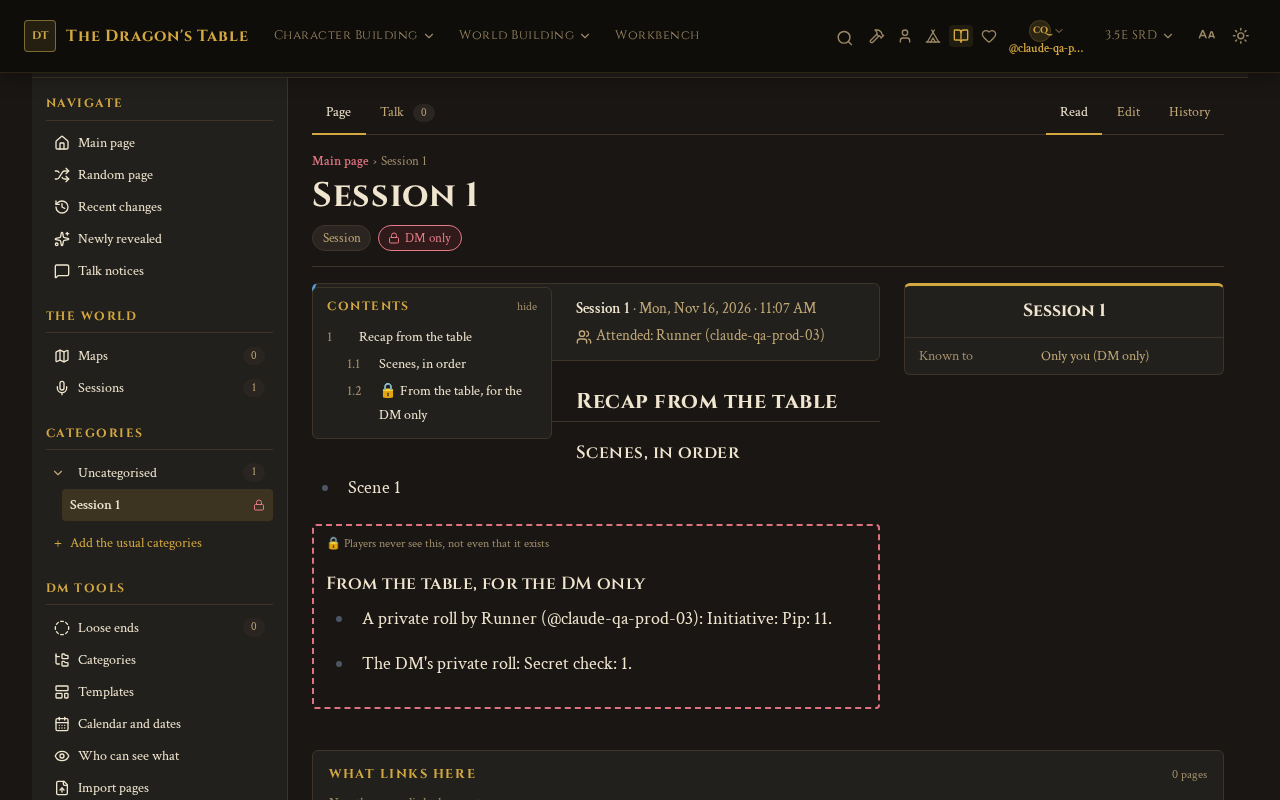 DT The Dragon's Table Character Building World Building Workbench CQ 3.5E SRD AA
@claude-qa-p...
NAVIGATE
Main page
Random page
Recent changes
Newly revealed
Talk notices
THE WORLD
Maps 0
Sessions 1
CATEGORIES
Uncategorised 1
Session 1
+ Add the usual categories
DM TOOLS
Loose ends 0
Categories
Templates
Calendar and dates
Who can see what
Import pages
Page Talk 0 Read Edit History
Main page › Session 1
Session 1
Session DM only
CONTENTS hide
1 Recap from the table
1.1 Scenes, in order
1.2 🔒 From the table, for the
DM only
Session 1 · Mon, Nov 16, 2026 · 11:07 AM
Attended: Runner (claude-qa-prod-03)
Recap from the table
Scenes, in order
Scene 1
🔒 Players never see this, not even that it exists
From the table, for the DM only
A private roll by Runner (@claude-qa-prod-03): Initiative: Pip: 11.
The DM's private roll: Secret check: 1.
Session 1
Known to Only you (DM only)
WHAT LINKS HERE 0 pages